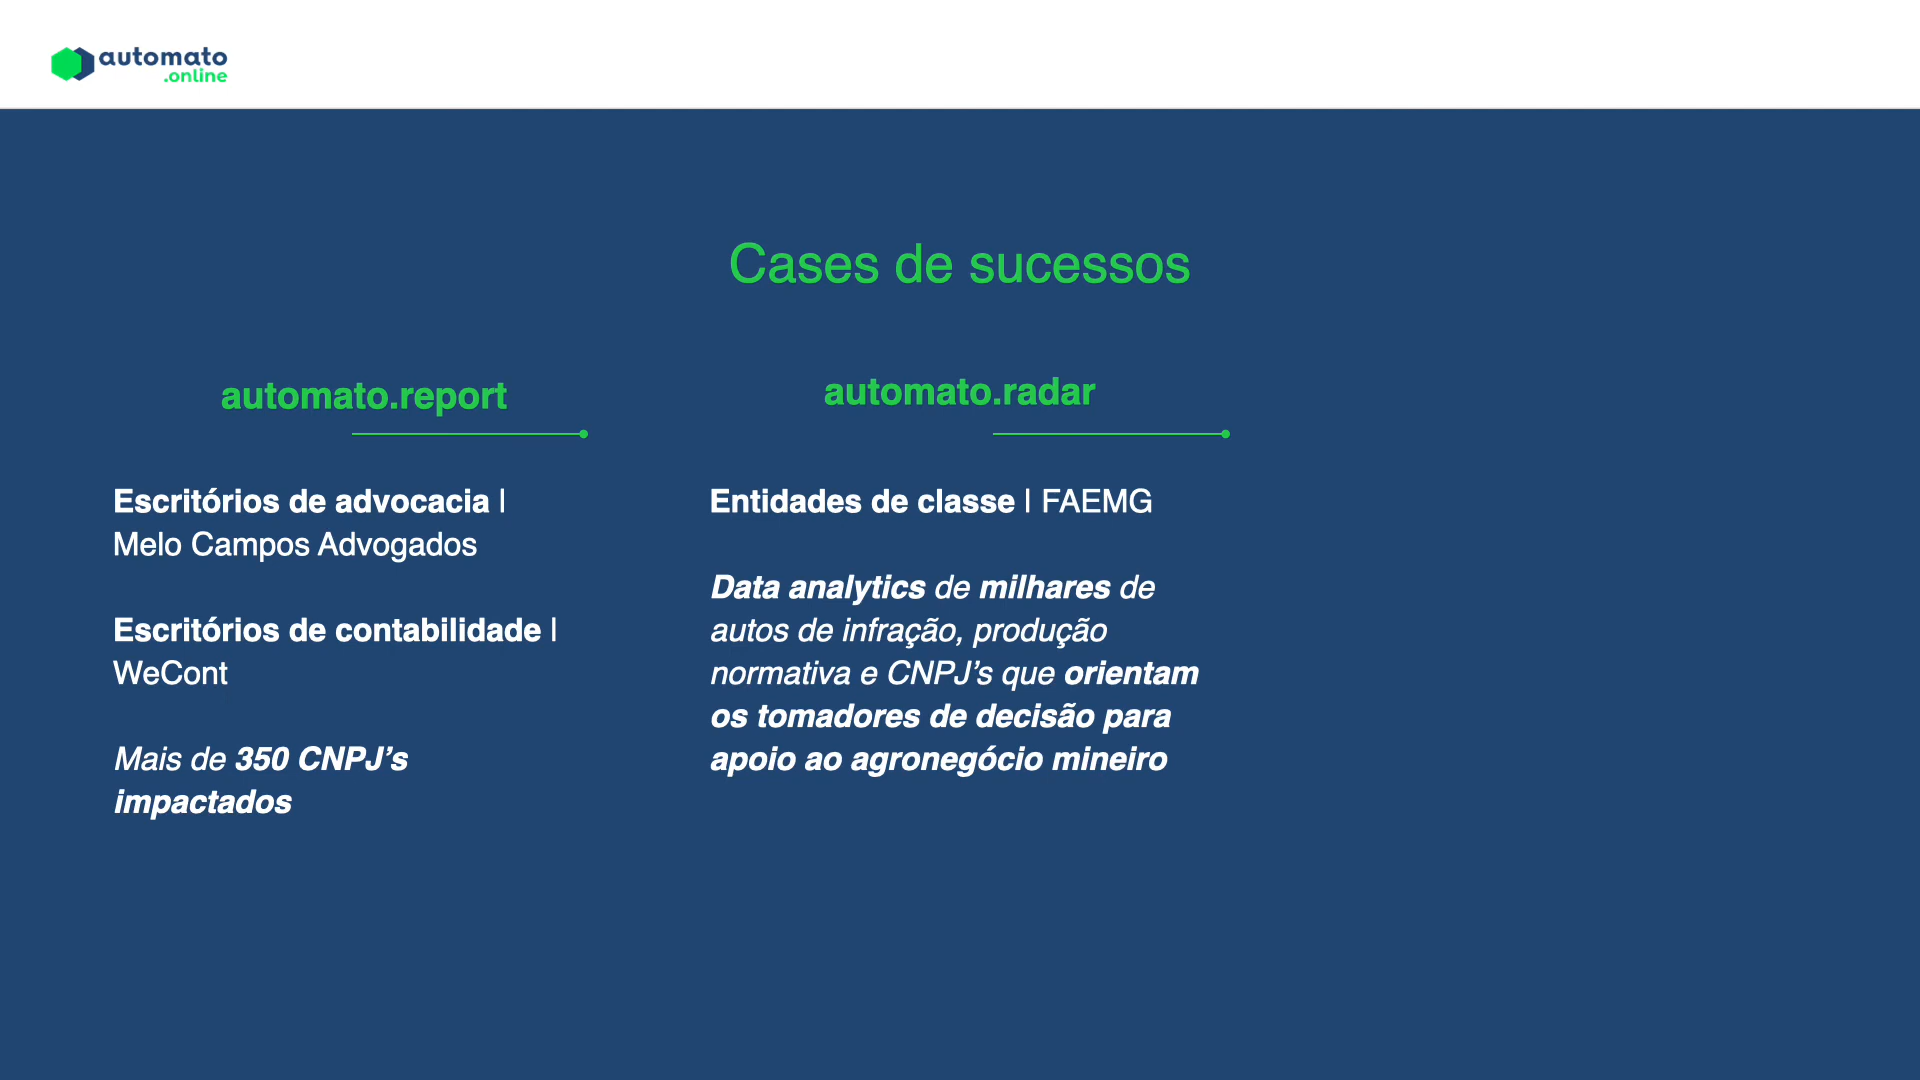 automato
.online
Cases de sucessos
automato.report
Escritórios de advocacia |
Melo Campos Advogados
Escritórios de contabilidade |
WeCont
Mais de 350 CNPJ’s
impactados
automato.radar
Entidades de classe | FAEMG
Data analytics de milhares de
autos de infração, produção
normativa e CNPJ’s que orientam
os tomadores de decisão para
apoio ao agronegócio mineiro